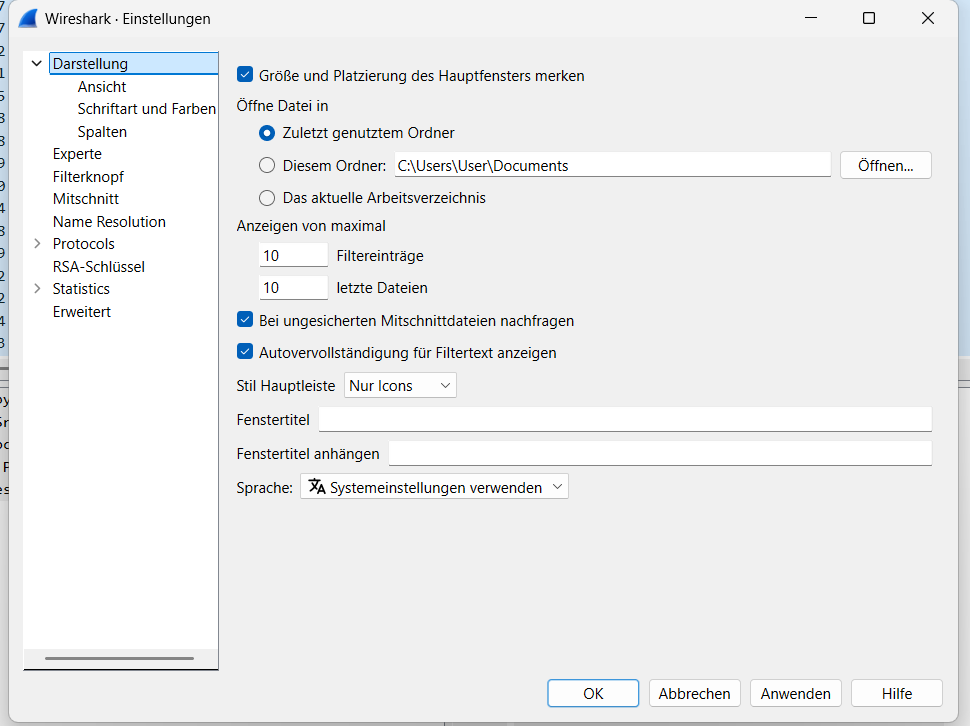 Wireshark · Einstellungen
Darstellung
Ansicht
Schriftart und Farben
Spalten
Experte
Filterknopf
Mitschnitt
Name Resolution
Protocols
RSA-Schlüssel
Statistics
Erweitert
Größe und Platzierung des Hauptfensters merken
Öffne Datei in
Zuletzt genutztem Ordner
Diesem Ordner: C:\Users\User\Documents Öffnen...
Das aktuelle Arbeitsverzeichnis
Anzeigen von maximal
10 Filtereinträge
10 letzte Dateien
Bei ungesicherten Mitschnittdateien nachfragen
Autovervollständigung für Filtertext anzeigen
Stil Hauptleiste Nur Icons
Fenstertitel
Fenstertitel anhängen
Sprache: Systemeinstellungen verwenden
OK Abbrechen Anwenden Hilfe